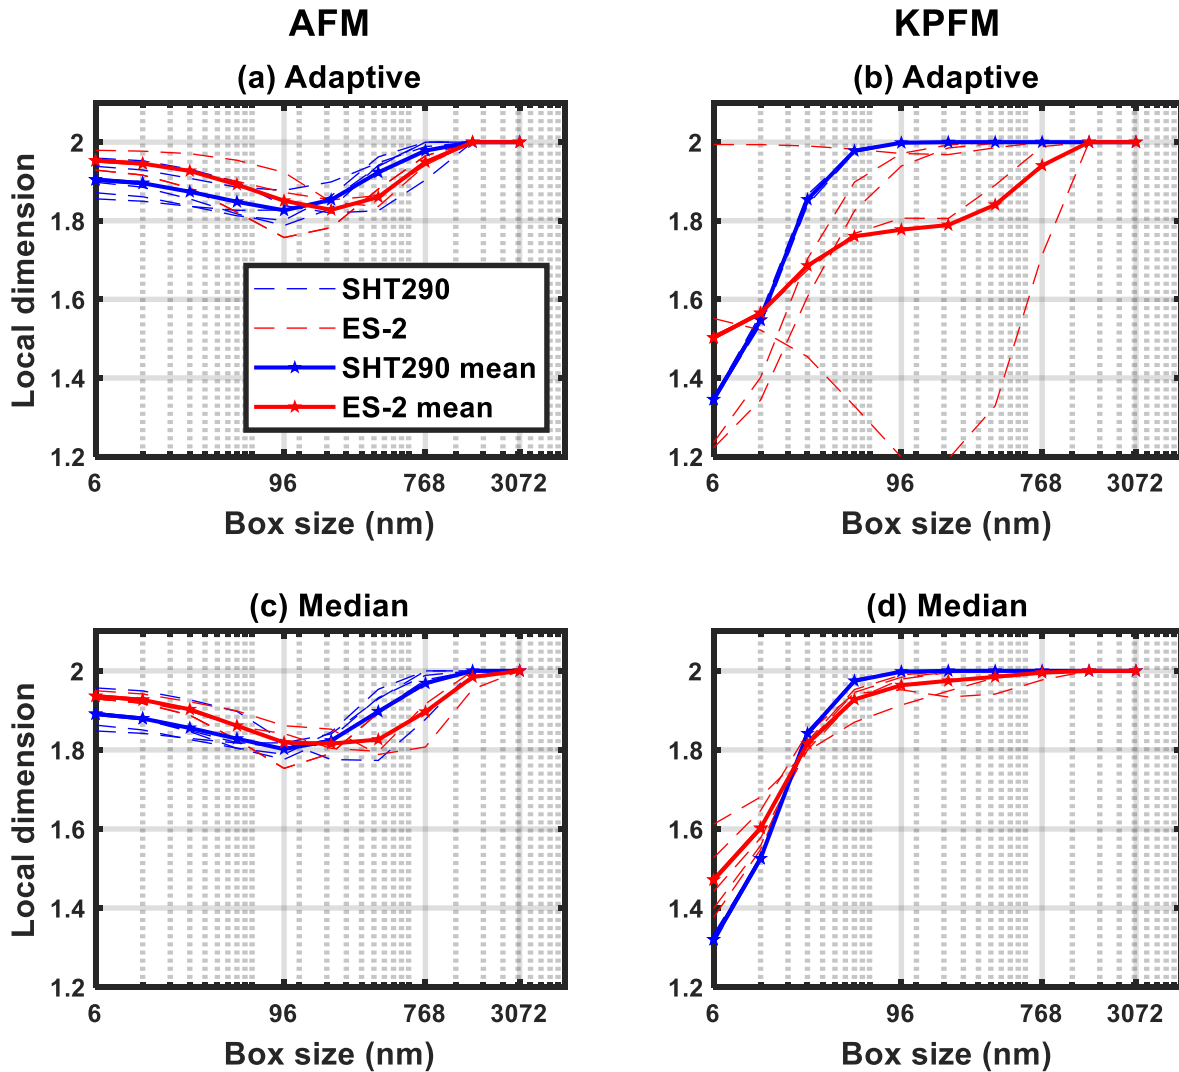 AFM
KPFM
(a) Adaptive
Local dimension
2
1.8
1.6
1.4
1.2
6
96
768
3072
Box size (nm)
SHT290
ES-2
SHT290 mean
ES-2 mean
(b) Adaptive
2
1.8
1.6
1.4
1.2
6
96
768
3072
Box size (nm)
(c) Median
Local dimension
2
1.8
1.6
1.4
1.2
6
96
768
3072
Box size (nm)
(d) Median
2
1.8
1.6
1.4
1.2
6
96
768
3072
Box size (nm)